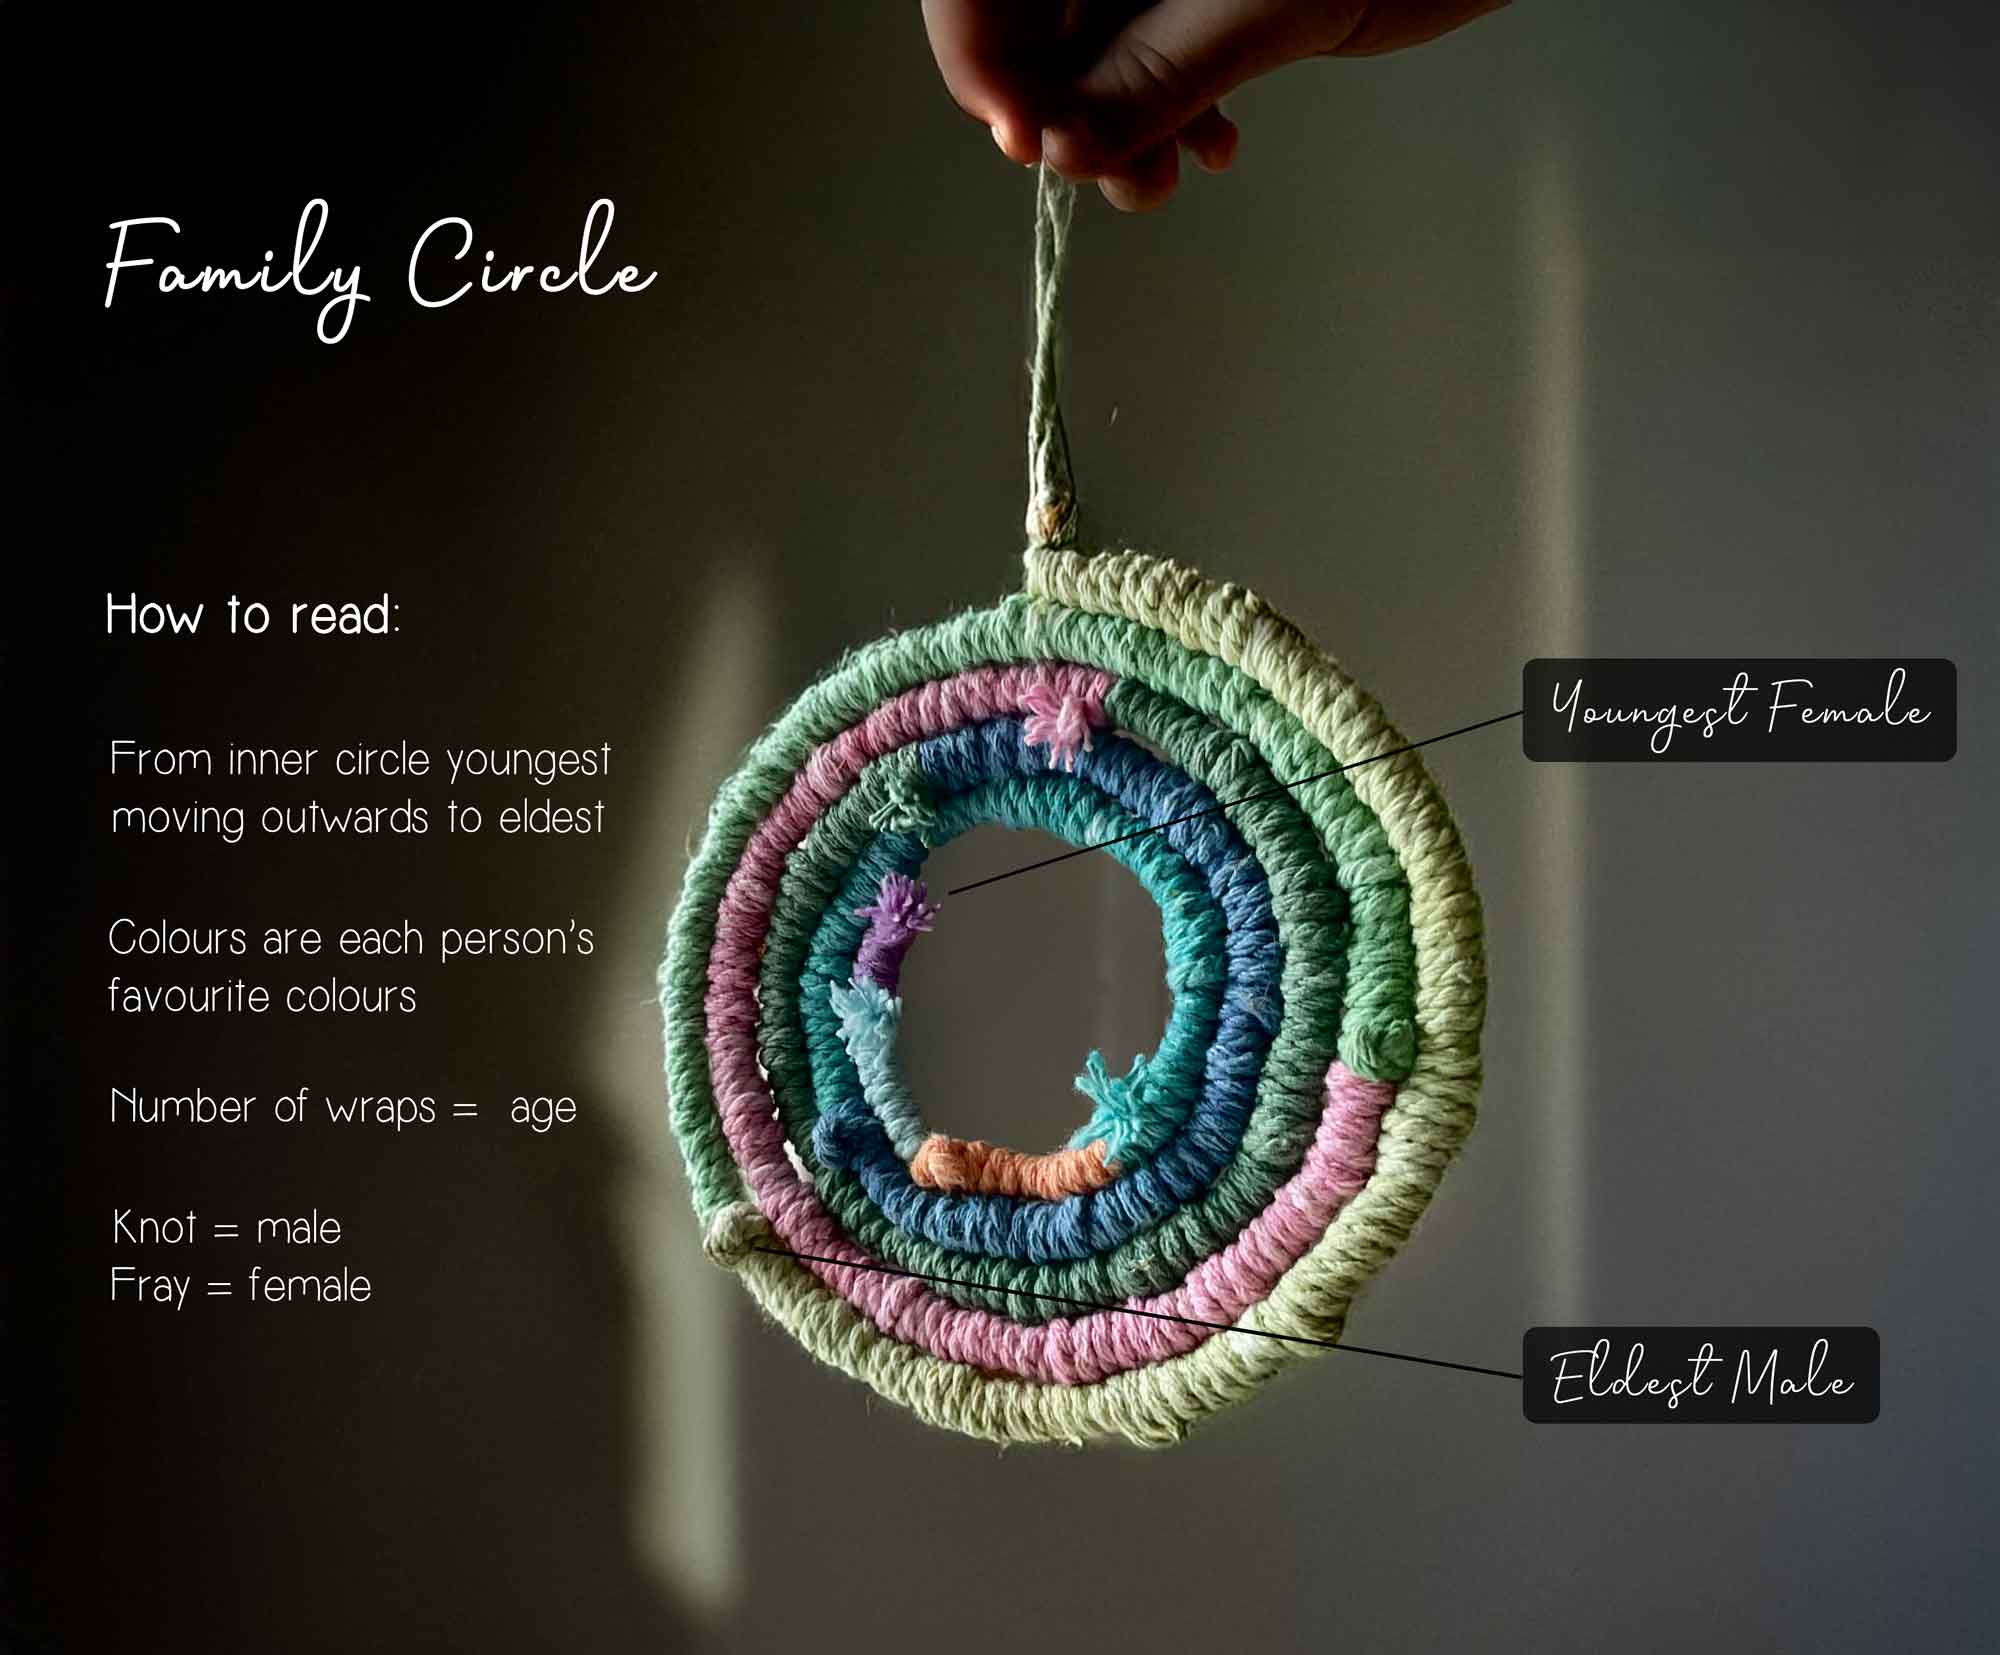 Family Circle
How to read:
From inner circle youngest
moving outwards to eldest
Colours are each person's
favourite colours
Number of wraps = age
Knot = male
Fray = female
Youngest Female
Eldest Male